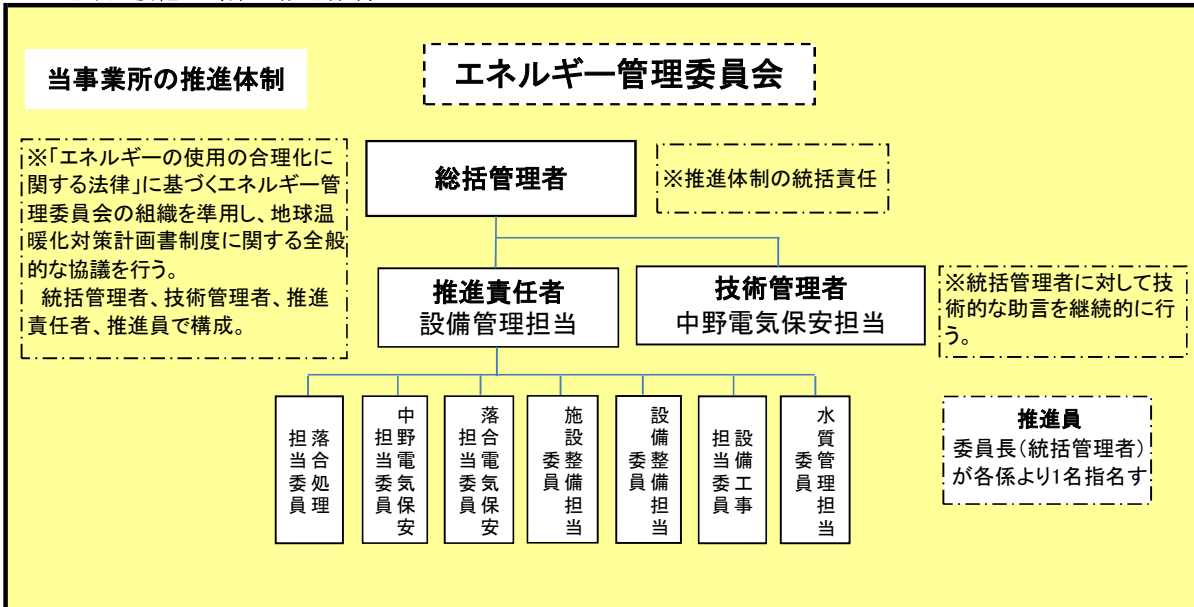 当事業所の推進体制
エネルギー管理委員会
※「エネルギーの使用の合理化に
関する法律」に基づくエネルギー管
理委員会の組織を準用し、地球温
暖化対策計画書制度に関する全般
的な協議を行う。
統括管理者、技術管理者、推進
責任者、推進員で構成。
総括管理者
※推進体制の統括責任
推進責任者
設備管理担当
技術管理者
中野電気保安担当
※統括管理者に対して技
術的な助言を継続的に行
う。
落合処理
担当委員
中野電気保安
担当委員
落合電気保安
担当委員
施設整備担当
委員
設備整備担当
委員
設備工事
担当委員
水質管理担当
委員
推進員
委員長(統括管理者)
が各係より1名指名す